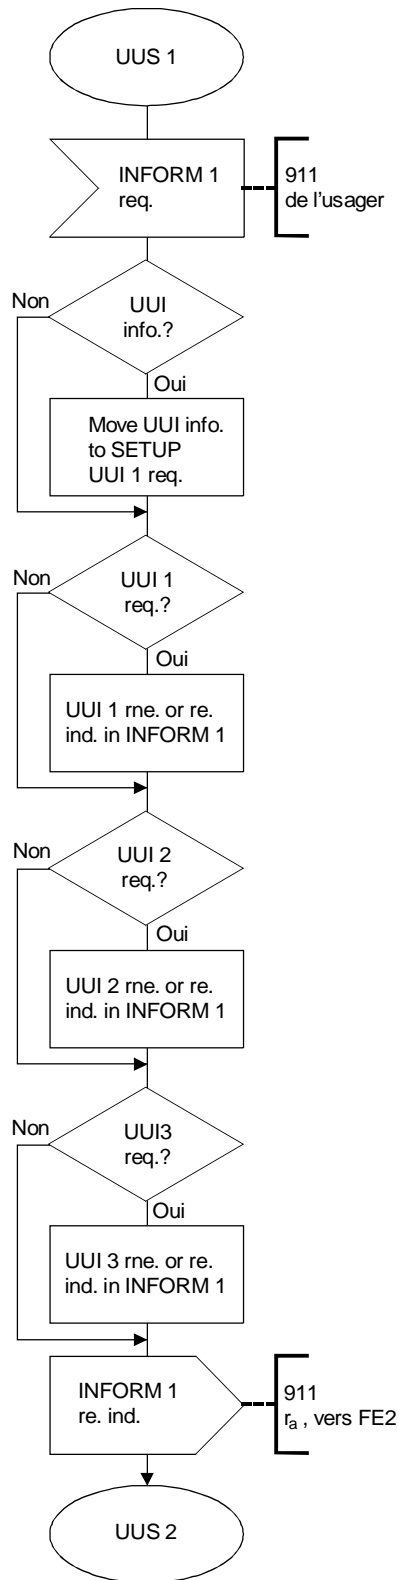 UUS 1
INFORM 1
req.
911
de l'usager
UUI
info.?
Non
Oui
Move UUI info.
to SETUP
UUI 1 req.
UUI 1
req.?
Non
Oui
UUI 1 rne. or re.
ind. in INFORM 1
UUI 2
req.?
Non
Oui
UUI 2 rne. or re.
ind. in INFORM 1
UUI3
req.?
Non
Oui
UUI 3 rne. or re.
ind. in INFORM 1
INFORM 1
re. ind.
911
ra , vers FE2
UUS 2